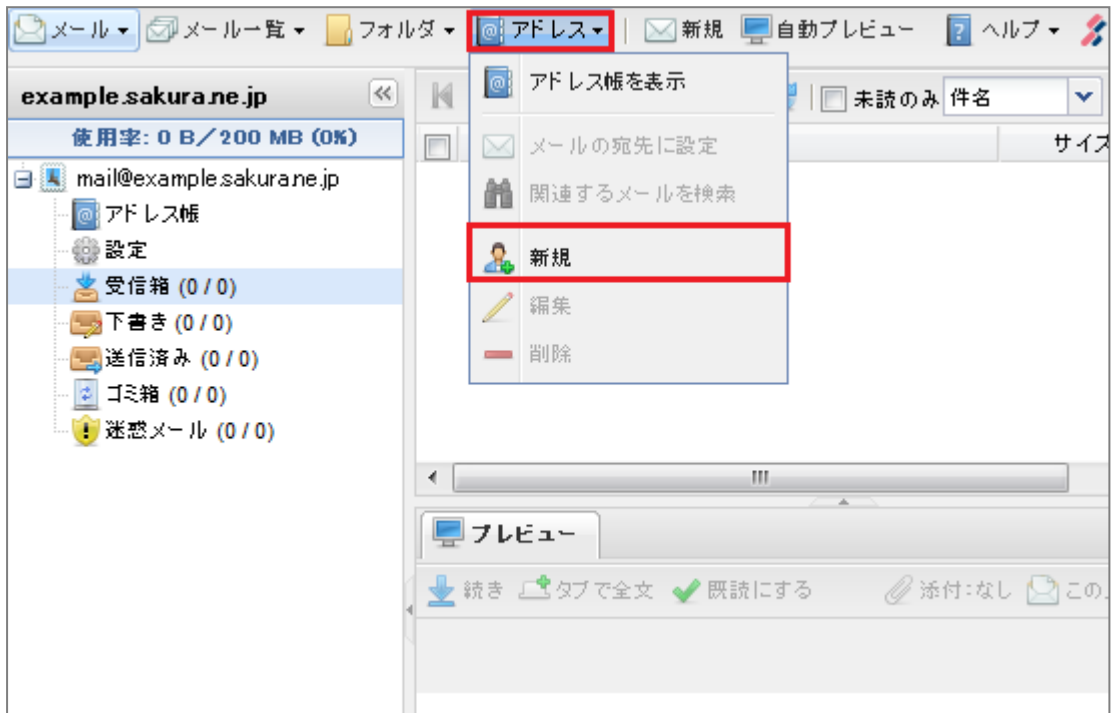 メール メール一覧 フォルダ アドレス 新規 自動プレビュー ヘルプ
example.sakura.ne.jp
使用率: 0 B/200 MB (0%)
mail@example.sakura.ne.jp
アドレス帳
設定
受信箱 (0 / 0)
下書き (0 / 0)
送信済み (0 / 0)
ゴミ箱 (0 / 0)
迷惑メール (0 / 0)
アドレス帳を表示
メールの宛先に設定
関連するメールを検索
新規
編集
削除
未読のみ 件名
サイズ
プレビュー
続き タブで全文 既読にする 添付:なし この